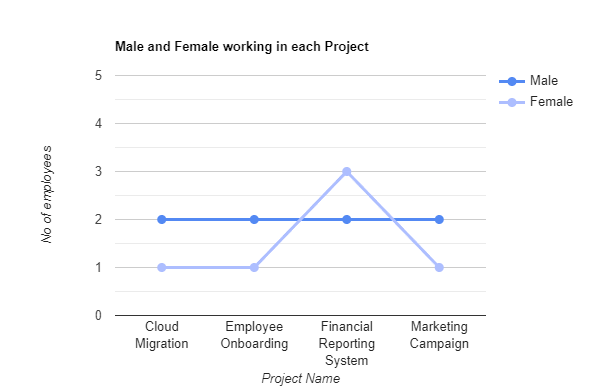 Male and Female working in each Project
Male
Female
5
4
3
2
1
0
No of employees
Cloud
Migration
Employee
Onboarding
Financial
Reporting
System
Marketing
Campaign
Project Name